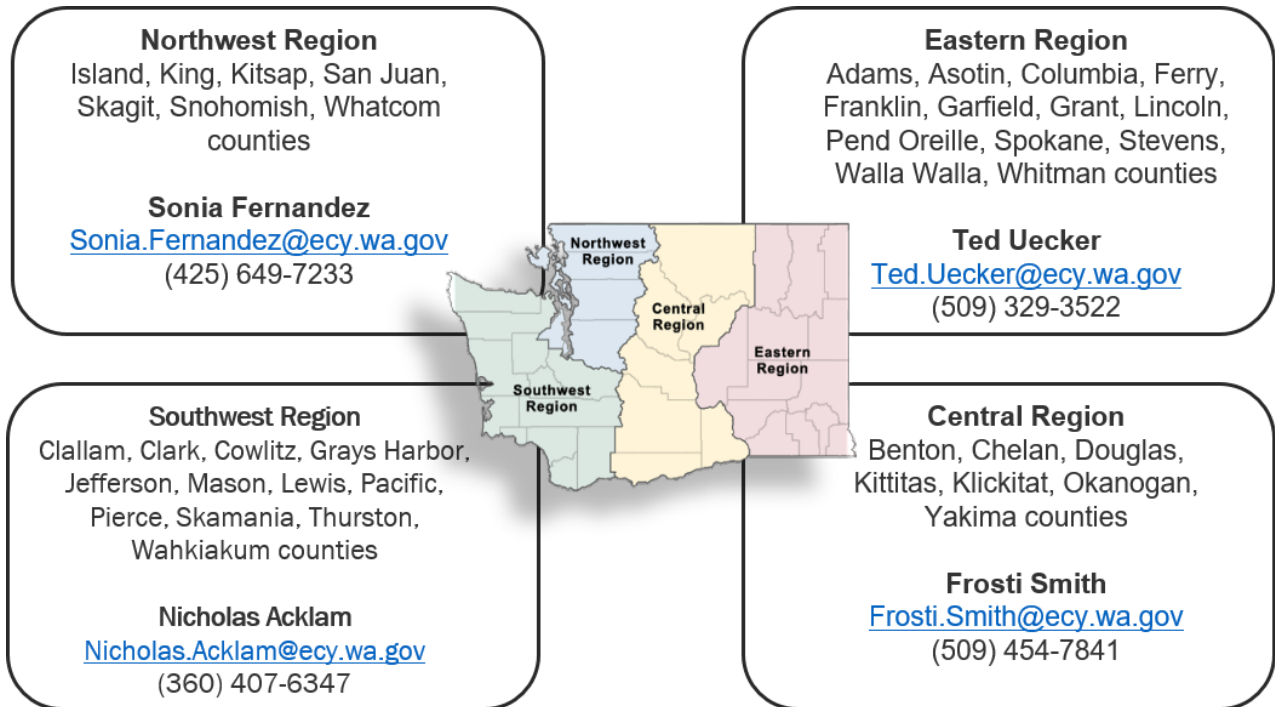 Northwest Region
Island, King, Kitsap, San Juan,
Skagit, Snohomish, Whatcom
counties
Sonia Fernandez
Sonia.Fernandez@ecy.wa.gov
(425) 649-7233
Eastern Region
Adams, Asotin, Columbia, Ferry,
Franklin, Garfield, Grant, Lincoln,
Pend Oreille, Spokane, Stevens,
Walla Walla, Whitman counties
Ted Uecker
Ted.Uecker@ecy.wa.gov
(509) 329-3522
Northwest
Region
Central
Region
Eastern
Region
Southwest
Region
Southwest Region
Clallam, Clark, Cowlitz, Grays Harbor,
Jefferson, Mason, Lewis, Pacific,
Pierce, Skamania, Thurston,
Wahkiakum counties
Nicholas Acklam
Nicholas.Acklam@ecy.wa.gov
(360) 407-6347
Central Region
Benton, Chelan, Douglas,
Kittitas, Klickitat, Okanogan,
Yakima counties
Frosti Smith
Frosti.Smith@ecy.wa.gov
(509) 454-7841